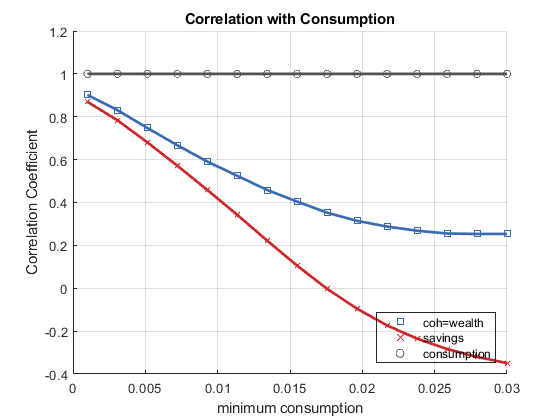 Correlation with Consumption
1.2
1
0.8
0.6
0.4
0.2
0
-0.2
-0.4
Correlation Coefficient
0
0.005
0.01
0.015
0.02
0.025
0.03
minimum consumption
coh=wealth
savings
consumption